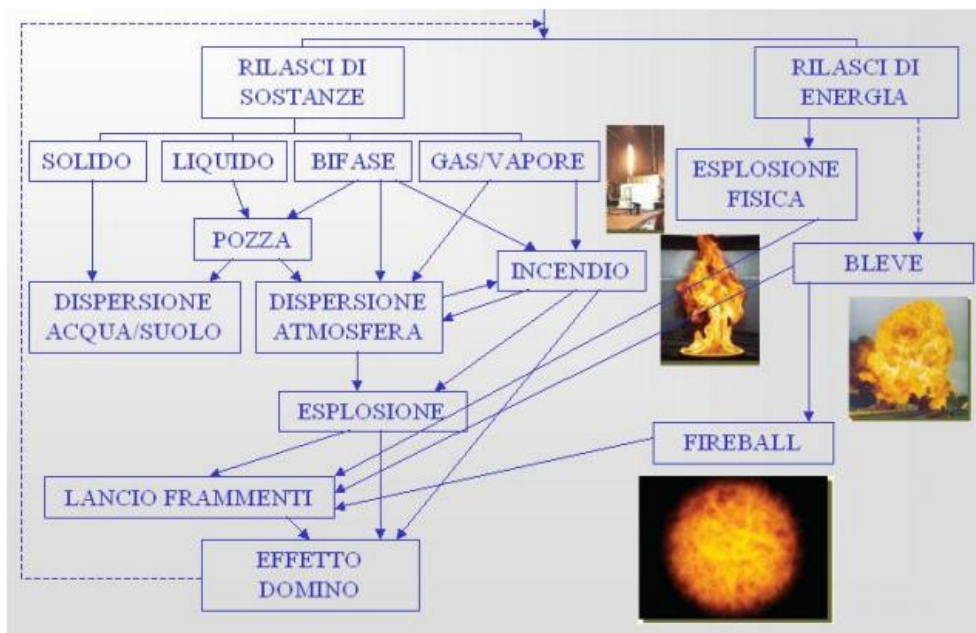 RILASCI DI
SOSTANZE
RILASCI DI
ENERGIA
SOLIDO
LIQUIDO
BIFASE
GAS/VAPORE
ESPLOSIONE
FISICA
POZZA
INCENDIO
BLEVE
DISPERSIONE
ACQUA/SUOLO
DISPERSIONE
ATMOSFERA
ESPLOSIONE
FIREBALL
LANCIO FRAMMENTI
EFFETTO
DOMINO